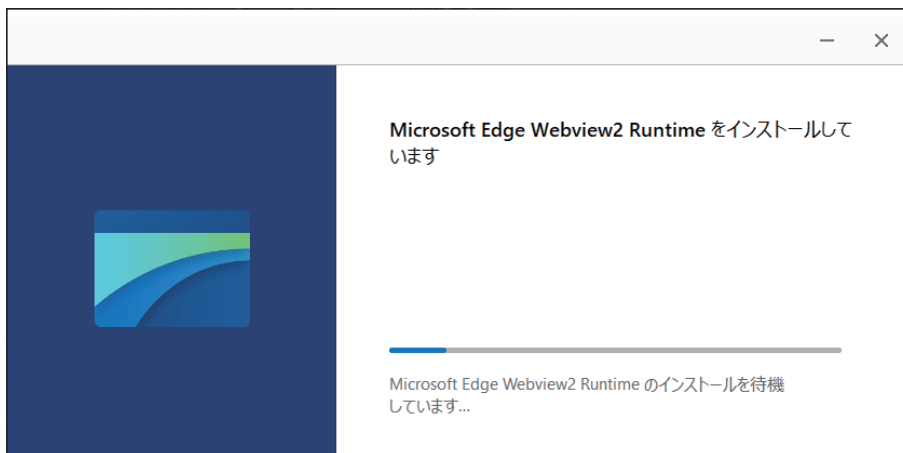 Microsoft Edge Webview2 Runtime をインストールして
います
Microsoft Edge Webview2 Runtime のインストールを待機
しています...